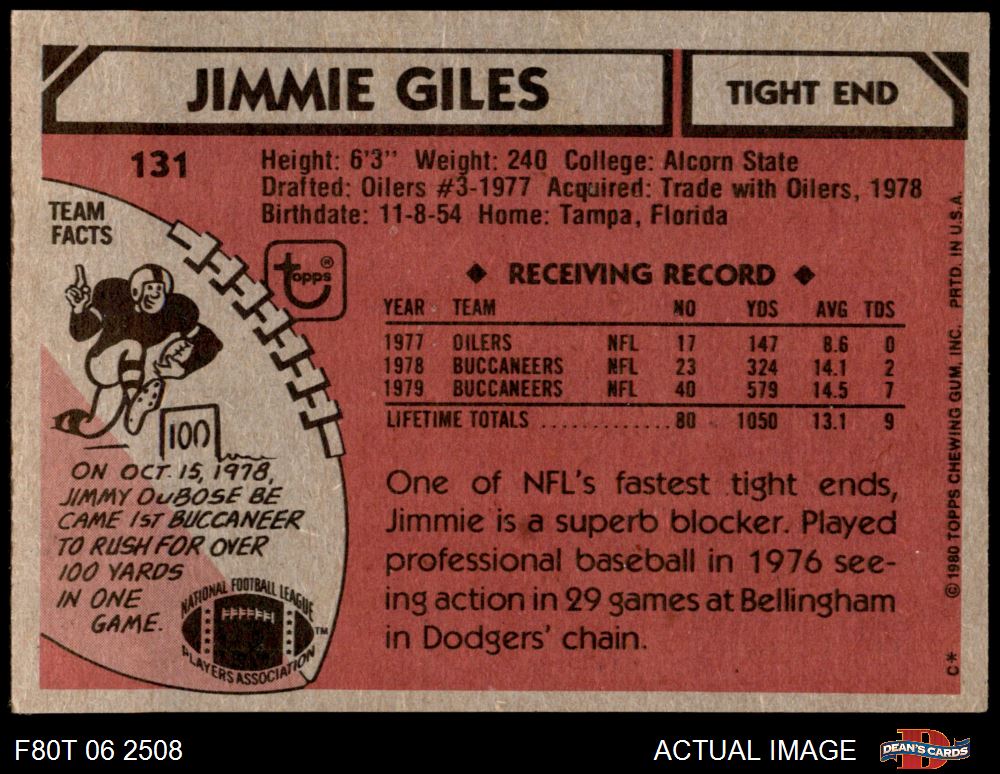 JIMMIE GILES
TIGHT END
131
Height: 6'3" Weight: 240 College: Alcorn State
Drafted: Oilers #3-1977 Acquired: Trade with Oilers, 1978
Birthdate: 11-8-54 Home: Tampa, Florida
TEAM
FACTS
topps®
◆ RECEIVING RECORD ◆
YEAR TEAM NO YDS AVG TDS
1977 OILERS NFL 17 147 8.6 0
1978 BUCCANEERS NFL 23 324 14.1 2
1979 BUCCANEERS NFL 40 579 14.5 7
LIFETIME TOTALS ............ 80 1050 13.1 9
100
ON OCT. 15, 1978,
JIMMY DUBOSE BE
CAME 1ST BUCCANEER
TO RUSH FOR OVER
100 YARDS
IN ONE
GAME.
NATIONAL FOOTBALL LEAGUE
PLAYERS ASSOCIATION
TM
One of NFL's fastest tight ends,
Jimmie is a superb blocker. Played
professional baseball in 1976 see-
ing action in 29 games at Bellingham
in Dodgers' chain.
C* © 1980 TOPPS CHEWING GUM, INC. PRTD. IN U.S.A.
F80T 06 2508
ACTUAL IMAGE
DEAN'S CARDS